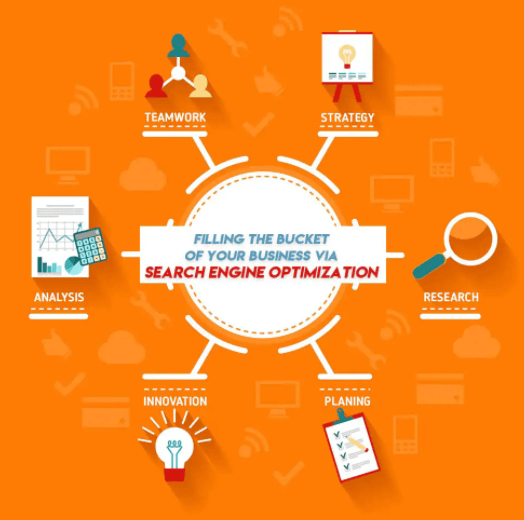 TEAMWORK
STRATEGY
FILLING THE BUCKET
OF YOUR BUSINESS VIA
SEARCH ENGINE OPTIMIZATION
ANALYSIS
RESEARCH
INNOVATION
PLANING